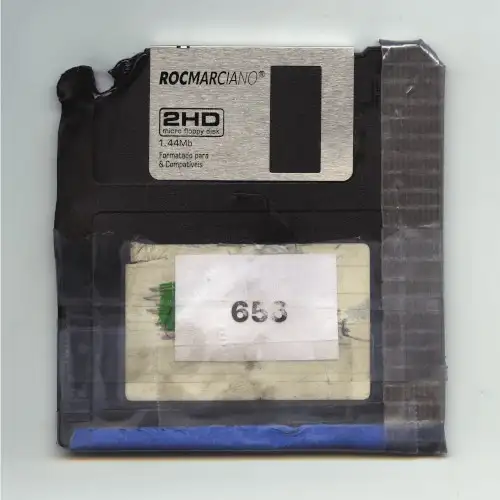 ROCMARCIANO®
2HD
micro floppy disk
1.44Mb
Formatado para
& Compatíveis
653